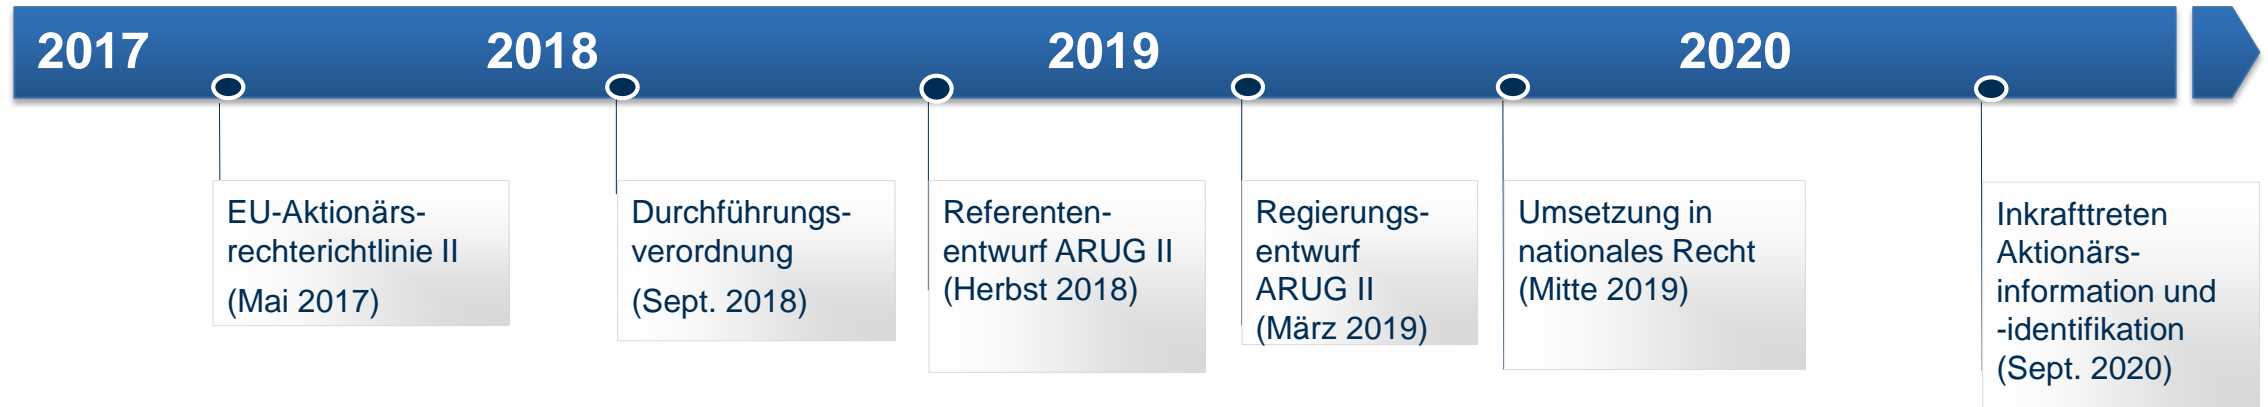 2017
2018
2019
2020
EU-Aktionärs-
rechterichtlinie II
(Mai 2017)
Durchführungs-
verordnung
(Sept. 2018)
Referenten-
entwurf ARUG II
(Herbst 2018)
Regierungs-
entwurf
ARUG II
(März 2019)
Umsetzung in
nationales Recht
(Mitte 2019)
Inkrafttreten
Aktionärs-
information und
-identifikation
(Sept. 2020)